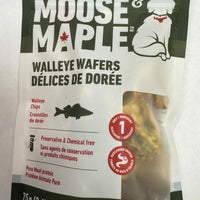 MOOSE &
MAPLE
WALLEYE WAFERS
DÉLICES DE DORÉE
Walleye
Chips
Croustilles
de dorée
1
Preservative & Chemical free
Sans agents de conservation
ni produits chimiques
Pure Meat protein
Protéine Animale Pure